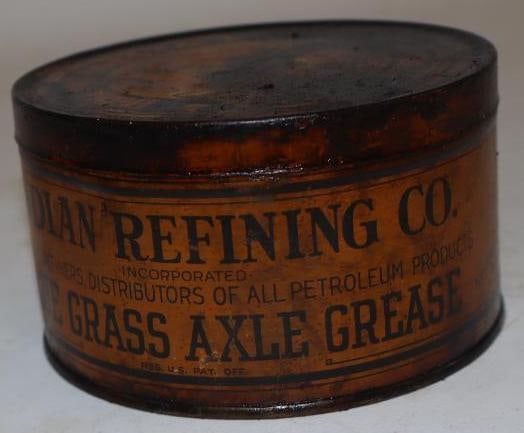 DIAN REFINING CO.
INCORPORATED
DISTRIBUTORS OF ALL PETROLEUM PRODUCTS
E GRASS AXLE GREASE
REG. U.S. PAT. OFF.